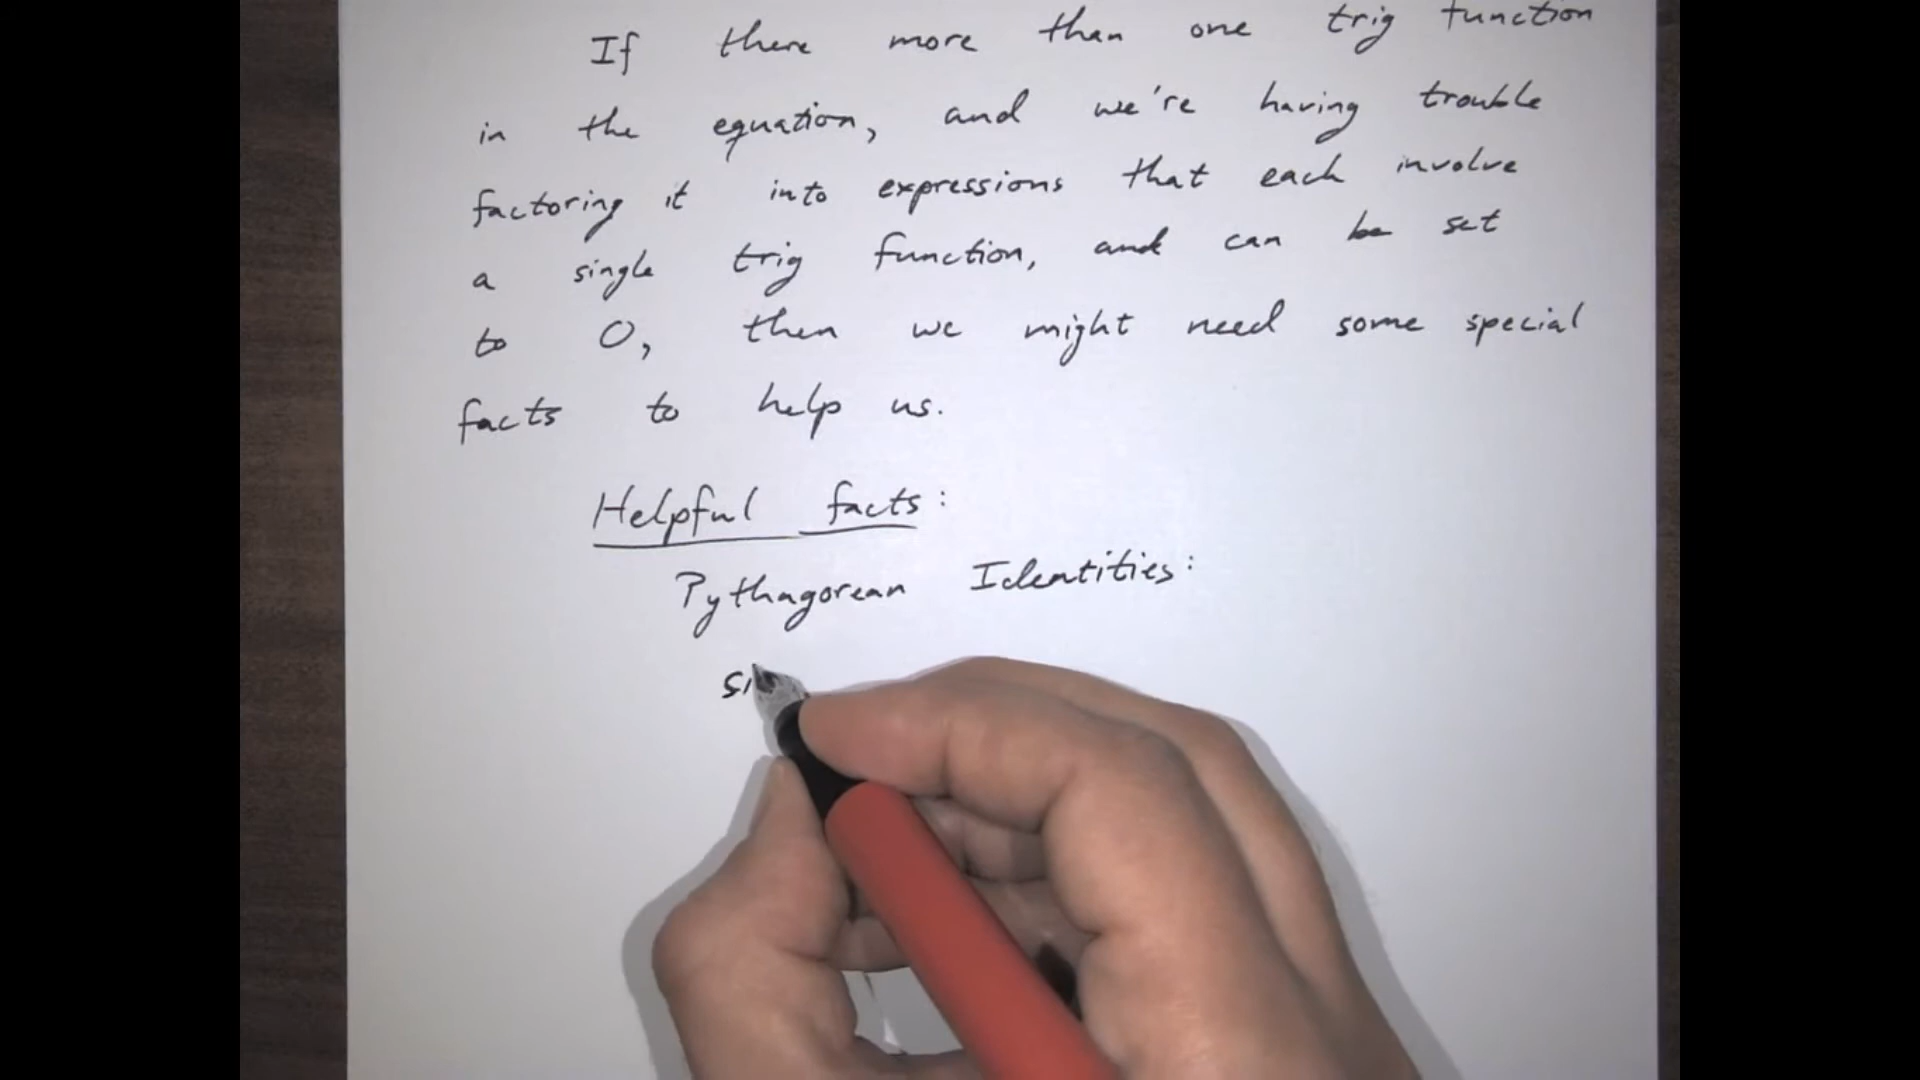 If there more than one trig function
in the equation, and we're having trouble
factoring it into expressions that each involve
a single trig function, and can be set
to 0, then we might need some special
facts to help us.
Helpful facts:
Pythagorean Identities:
si